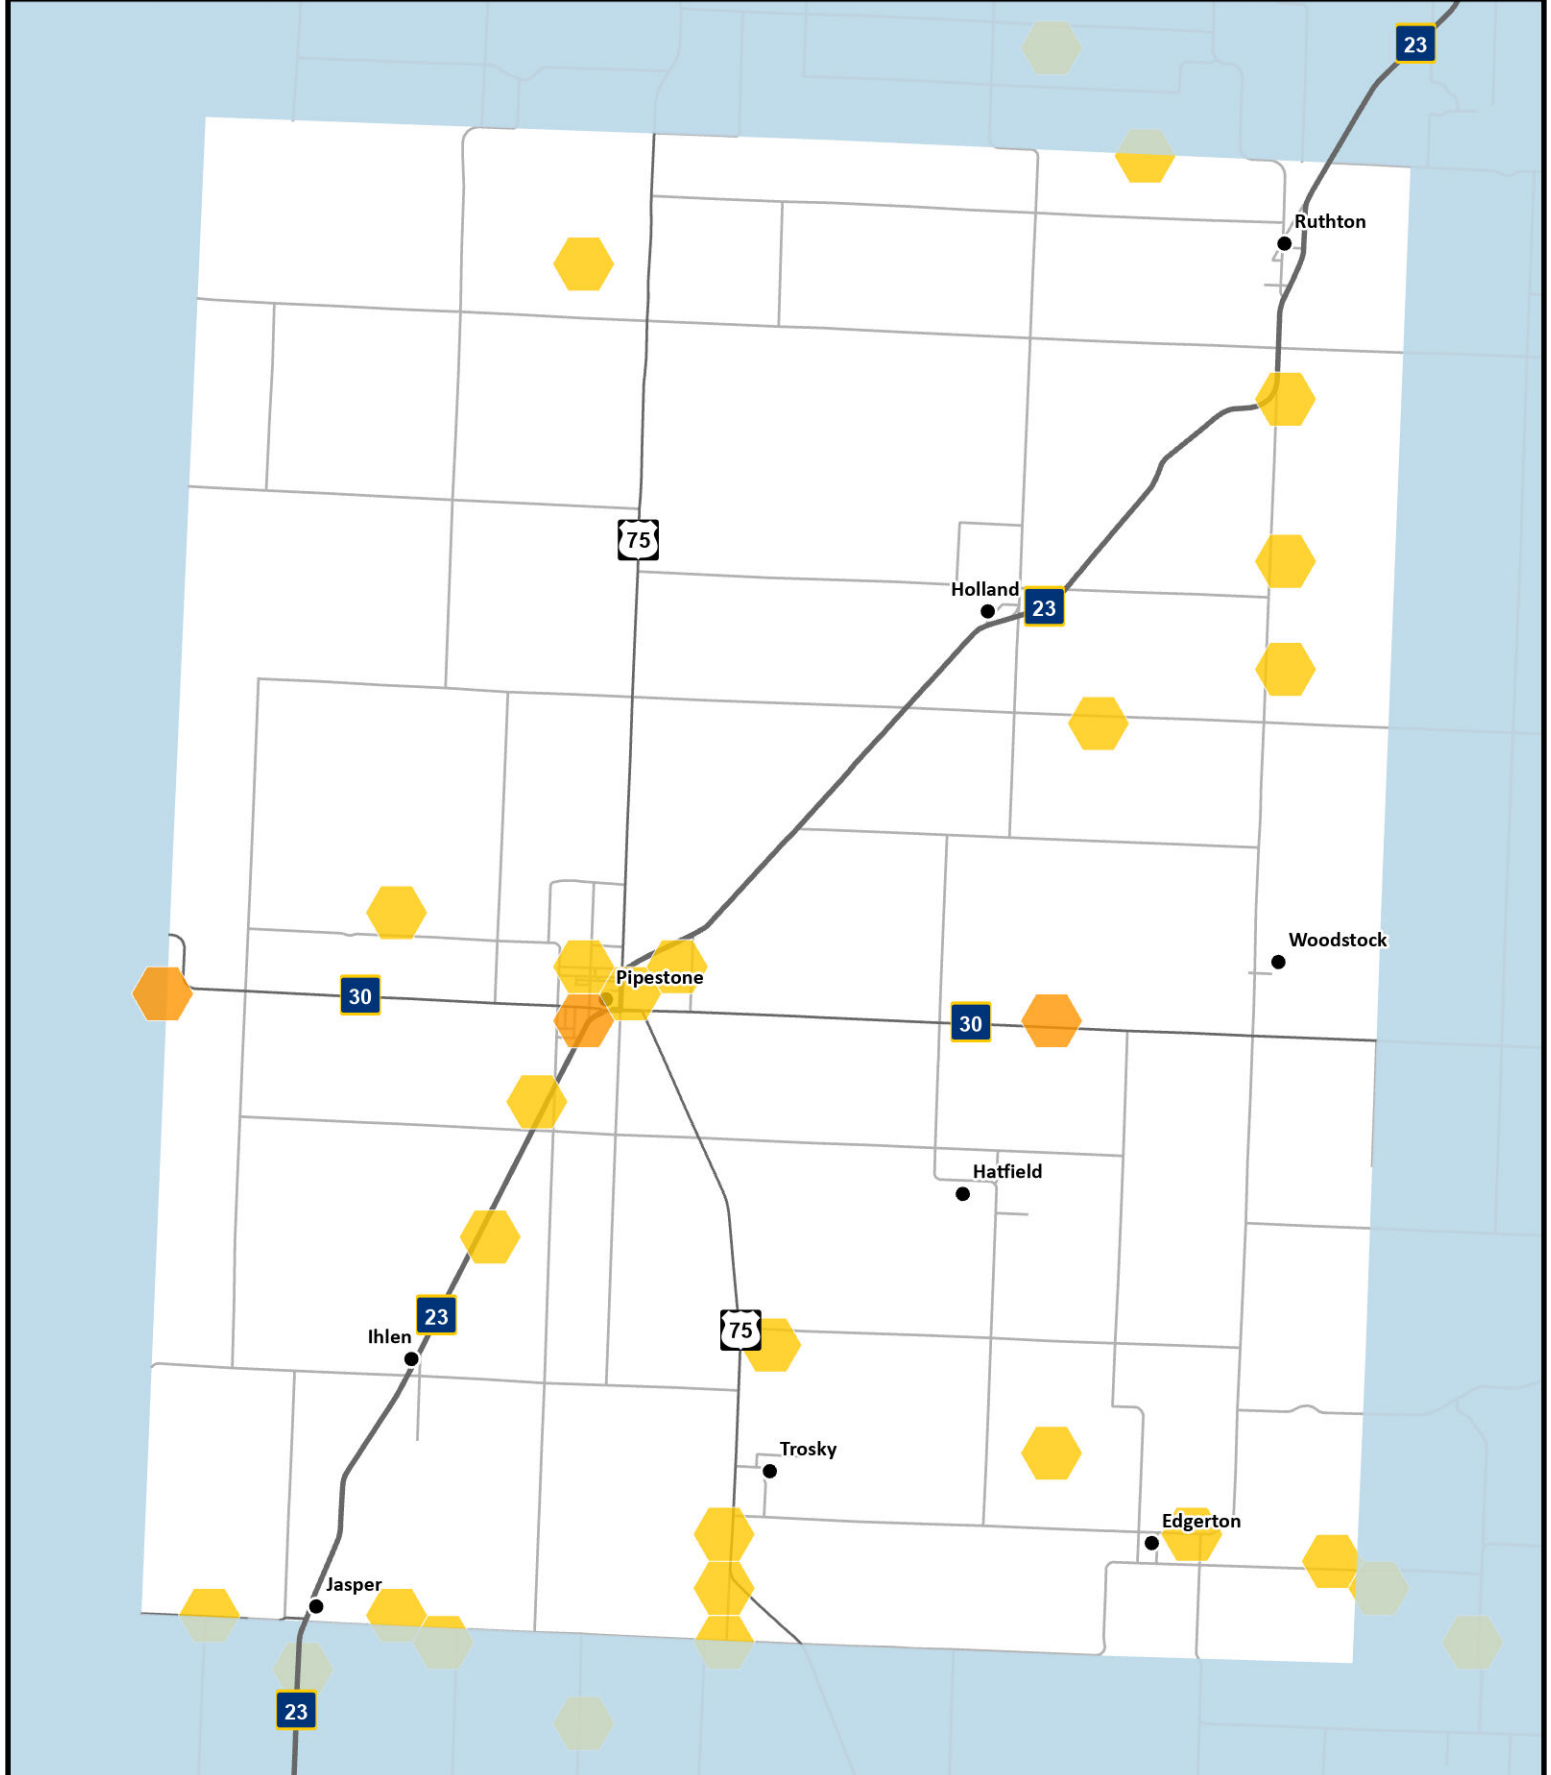 23
Ruthton
75
Holland
23
Woodstock
Pipestone
30
30
Hatfield
23
Ihlen
75
Trosky
Edgerton
Jasper
23